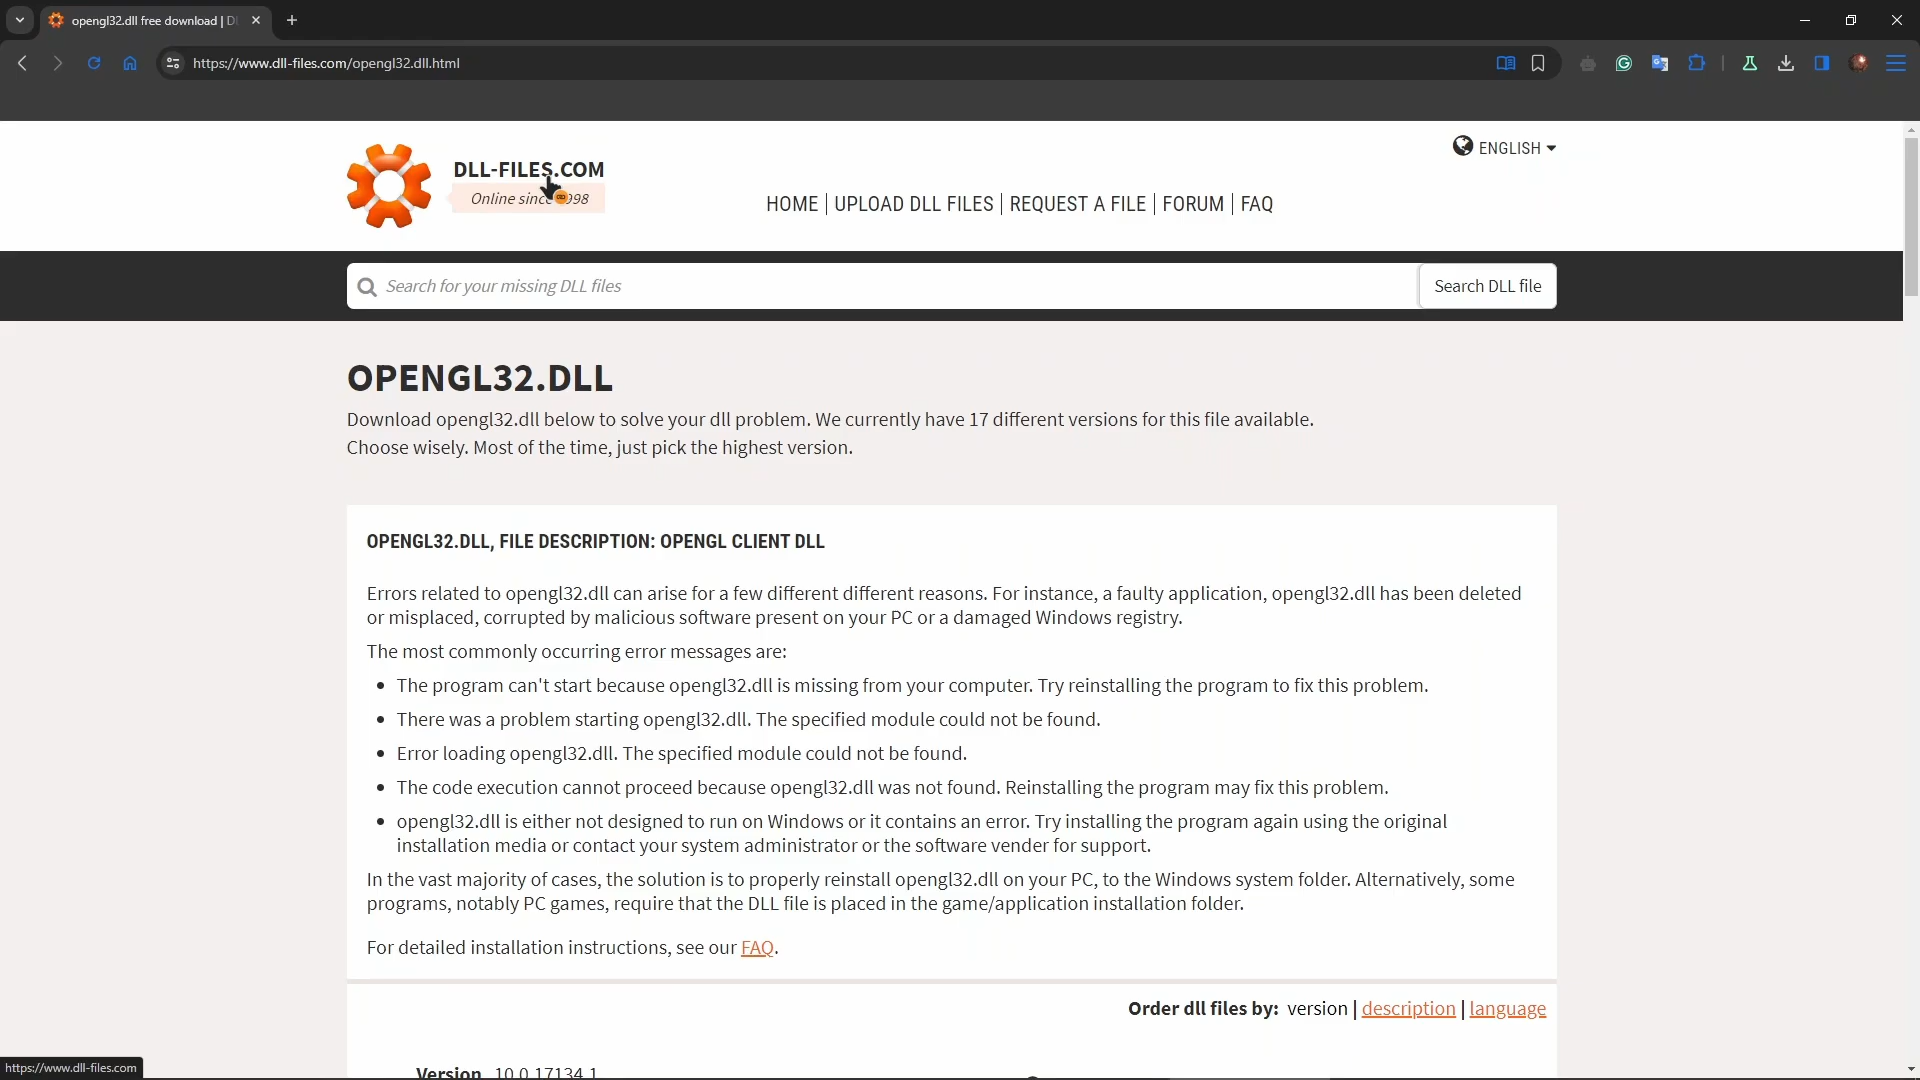 opengl32.dll free download | DL
https://www.dll-files.com/opengl32.dll.html
DLL-FILES.COM
Online since 1998
ENGLISH
HOME | UPLOAD DLL FILES | REQUEST A FILE | FORUM | FAQ
Search for your missing DLL files
Search DLL file
OPENGL32.DLL
Download opengl32.dll below to solve your dll problem. We currently have 17 different versions for this file available.
Choose wisely. Most of the time, just pick the highest version.
OPENGL32.DLL, FILE DESCRIPTION: OPENGL CLIENT DLL
Errors related to opengl32.dll can arise for a few different different reasons. For instance, a faulty application, opengl32.dll has been deleted
or misplaced, corrupted by malicious software present on your PC or a damaged Windows registry.
The most commonly occurring error messages are:
• The program can't start because opengl32.dll is missing from your computer. Try reinstalling the program to fix this problem.
• There was a problem starting opengl32.dll. The specified module could not be found.
• Error loading opengl32.dll. The specified module could not be found.
• The code execution cannot proceed because opengl32.dll was not found. Reinstalling the program may fix this problem.
• opengl32.dll is either not designed to run on Windows or it contains an error. Try installing the program again using the original
installation media or contact your system administrator or the software vender for support.
In the vast majority of cases, the solution is to properly reinstall opengl32.dll on your PC, to the Windows system folder. Alternatively, some
programs, notably PC games, require that the DLL file is placed in the game/application installation folder.
For detailed installation instructions, see our FAQ.
Order dll files by: version | description | language
Version 10.0.17134.1
https://www.dll-files.com